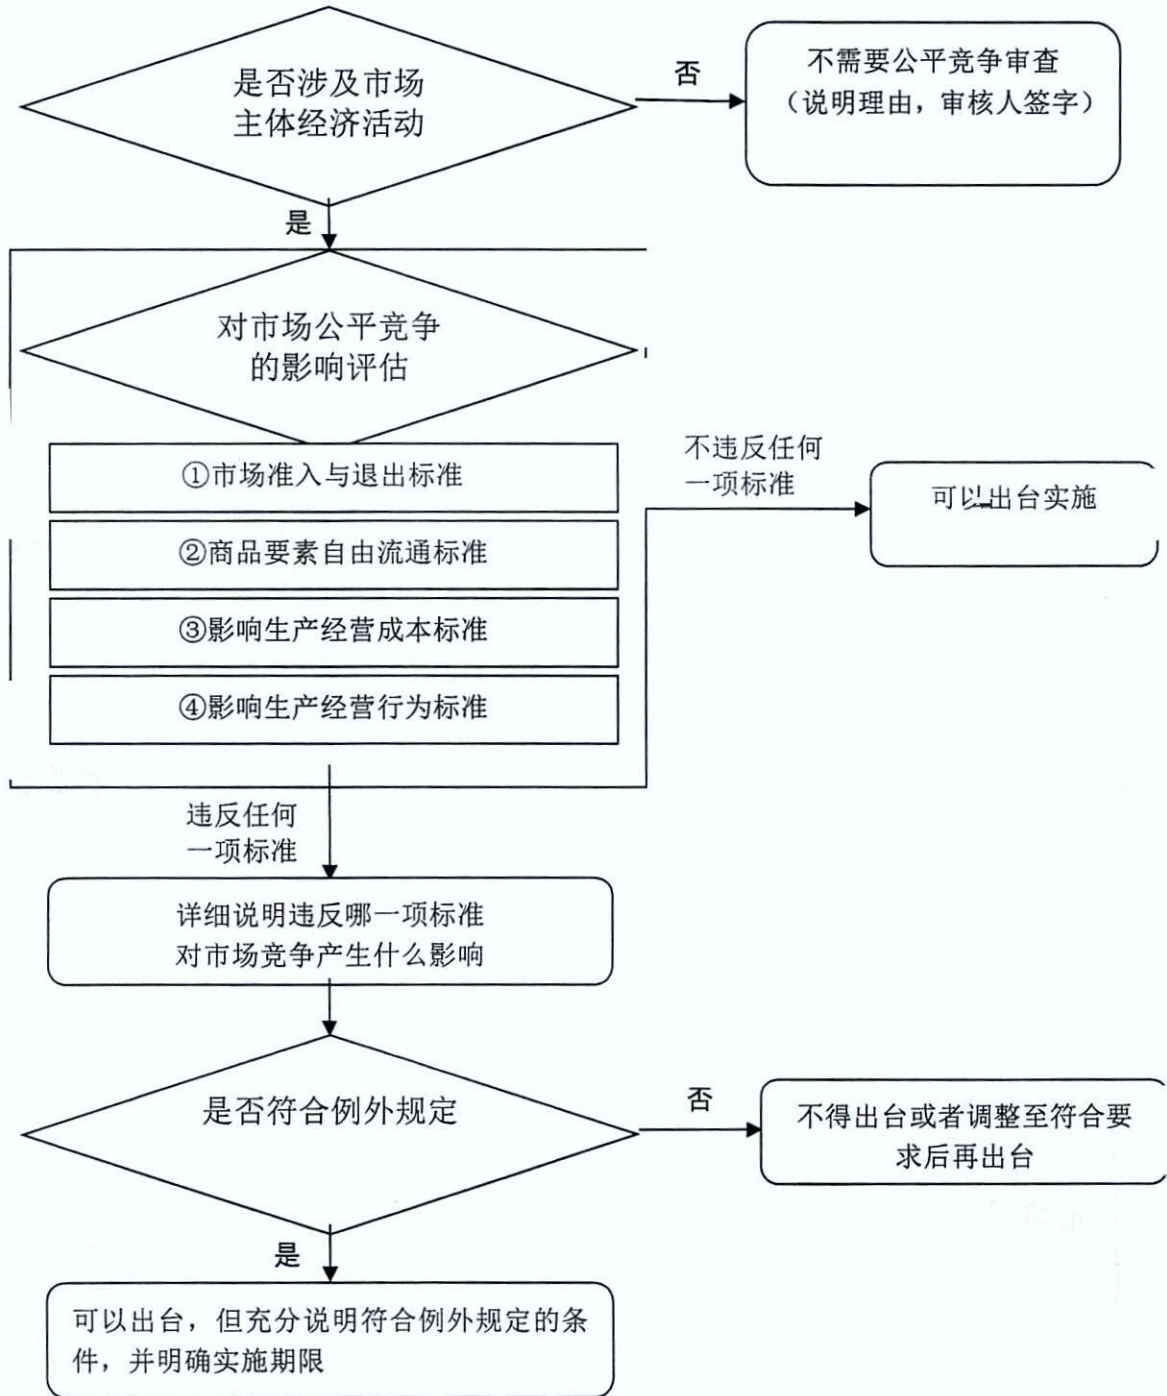 是否涉及市场
主体经济活动
否
不需要公平竞争审查
（说明理由，审核人签字）
是
对市场公平竞争
的影响评估
①市场准入与退出标准
②商品要素自由流通标准
③影响生产经营成本标准
④影响生产经营行为标准
不违反任何
一项标准
可以出台实施
违反任何
一项标准
详细说明违反哪一项标准
对市场竞争产生什么影响
是否符合例外规定
否
不得出台或者调整至符合要
求后再出台
是
可以出台，但充分说明符合例外规定的条
件，并明确实施期限